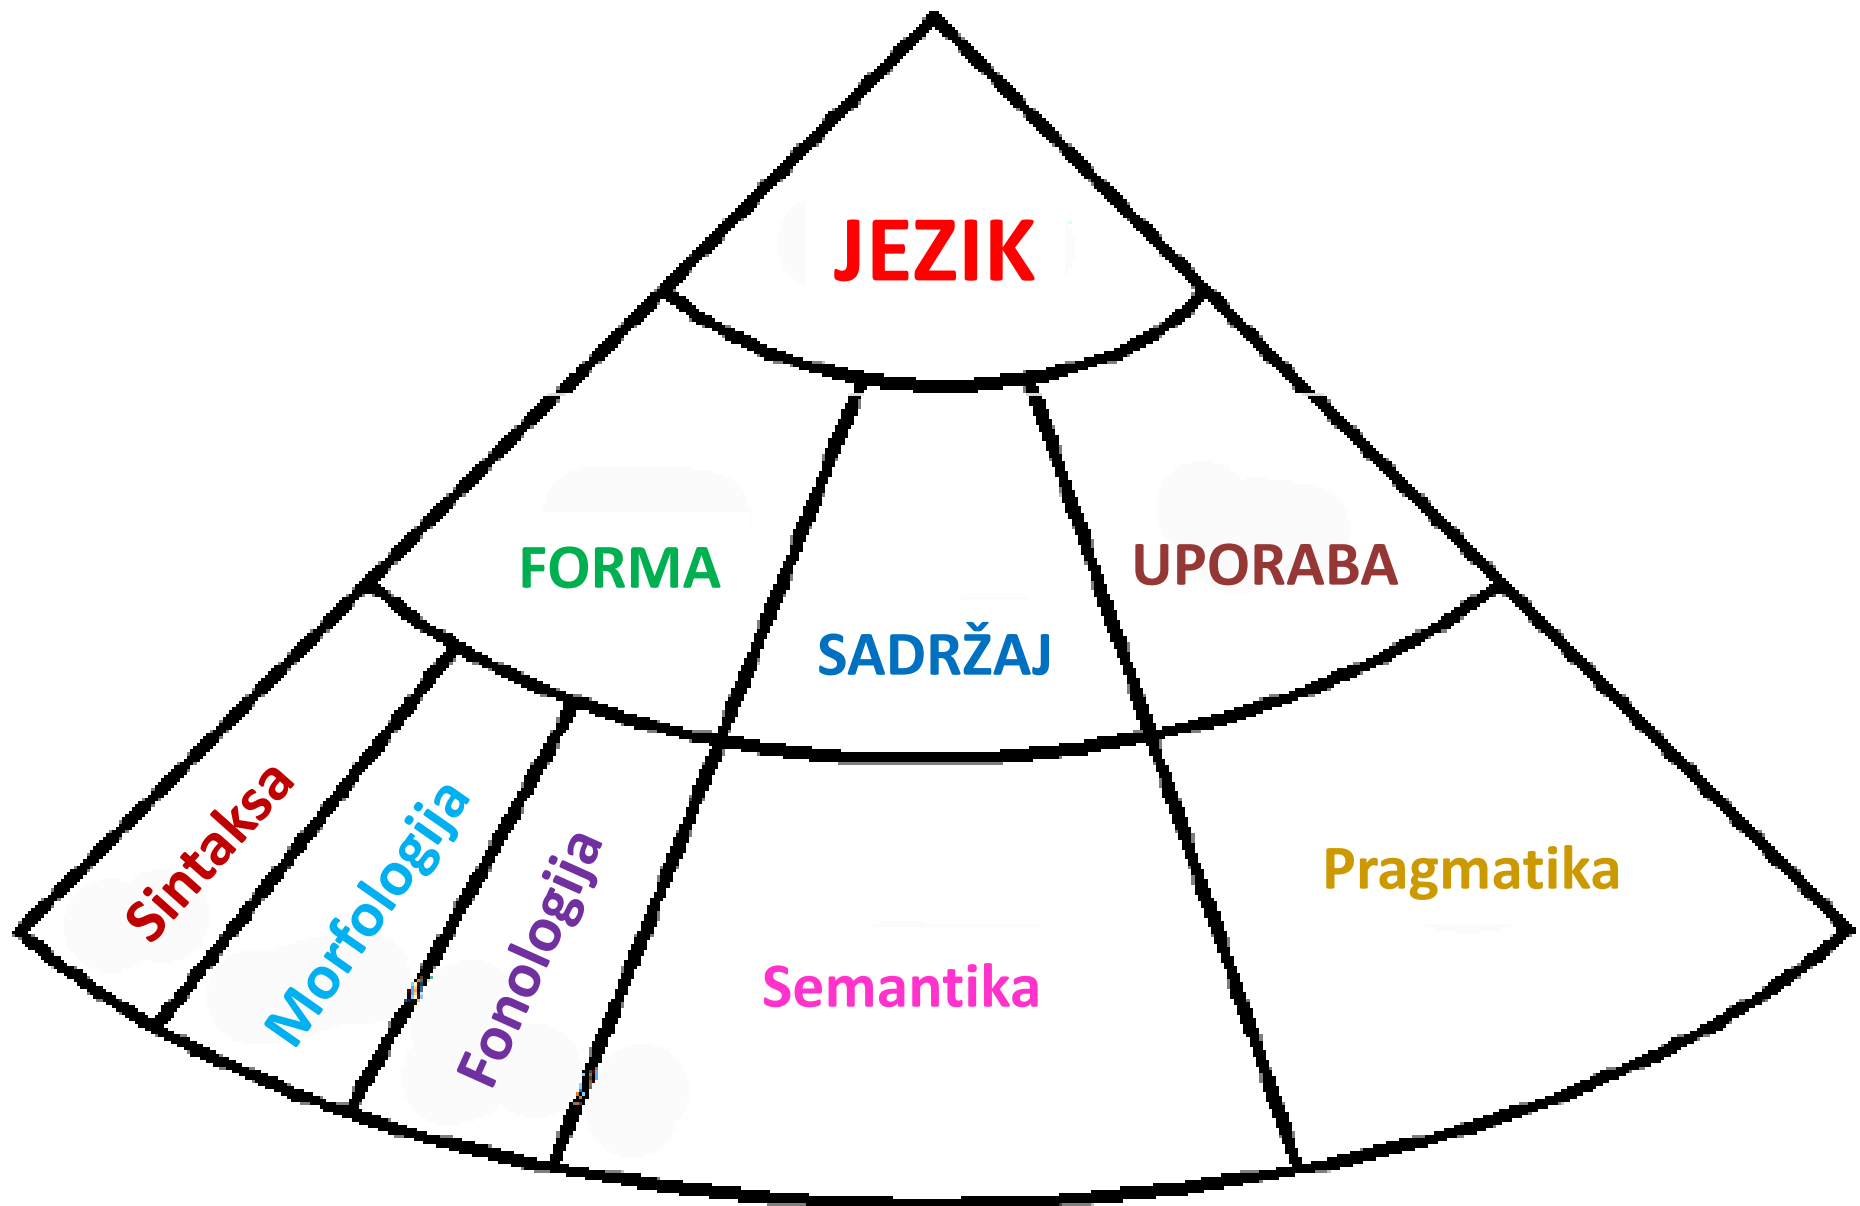 JEZIK
FORMA
SADRŽAJ
UPORABA
Sintaksa
Morfologija
Fonologija
Semantika
Pragmatika